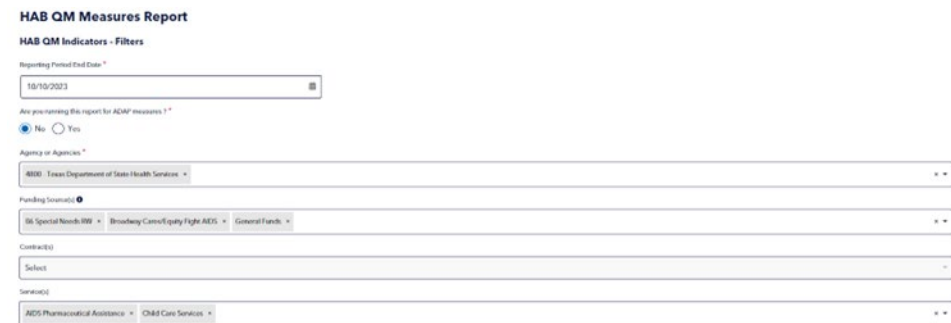 HAB QM Measures Report
HAB QM Indicators - Filters
Reporting Period End Date *
10/10/2023
Are you running this report for ADAP measures ? *
No Yes
Agency or Agencies *
4800 - Texas Department of State Health Services ×
Funding Source(s)
06 Special Needs RW × Broadway Cares/Equity Fight AIDS × General Funds ×
Contract(s)
Select
Service(s)
AIDS Pharmaceutical Assistance × Child Care Services ×